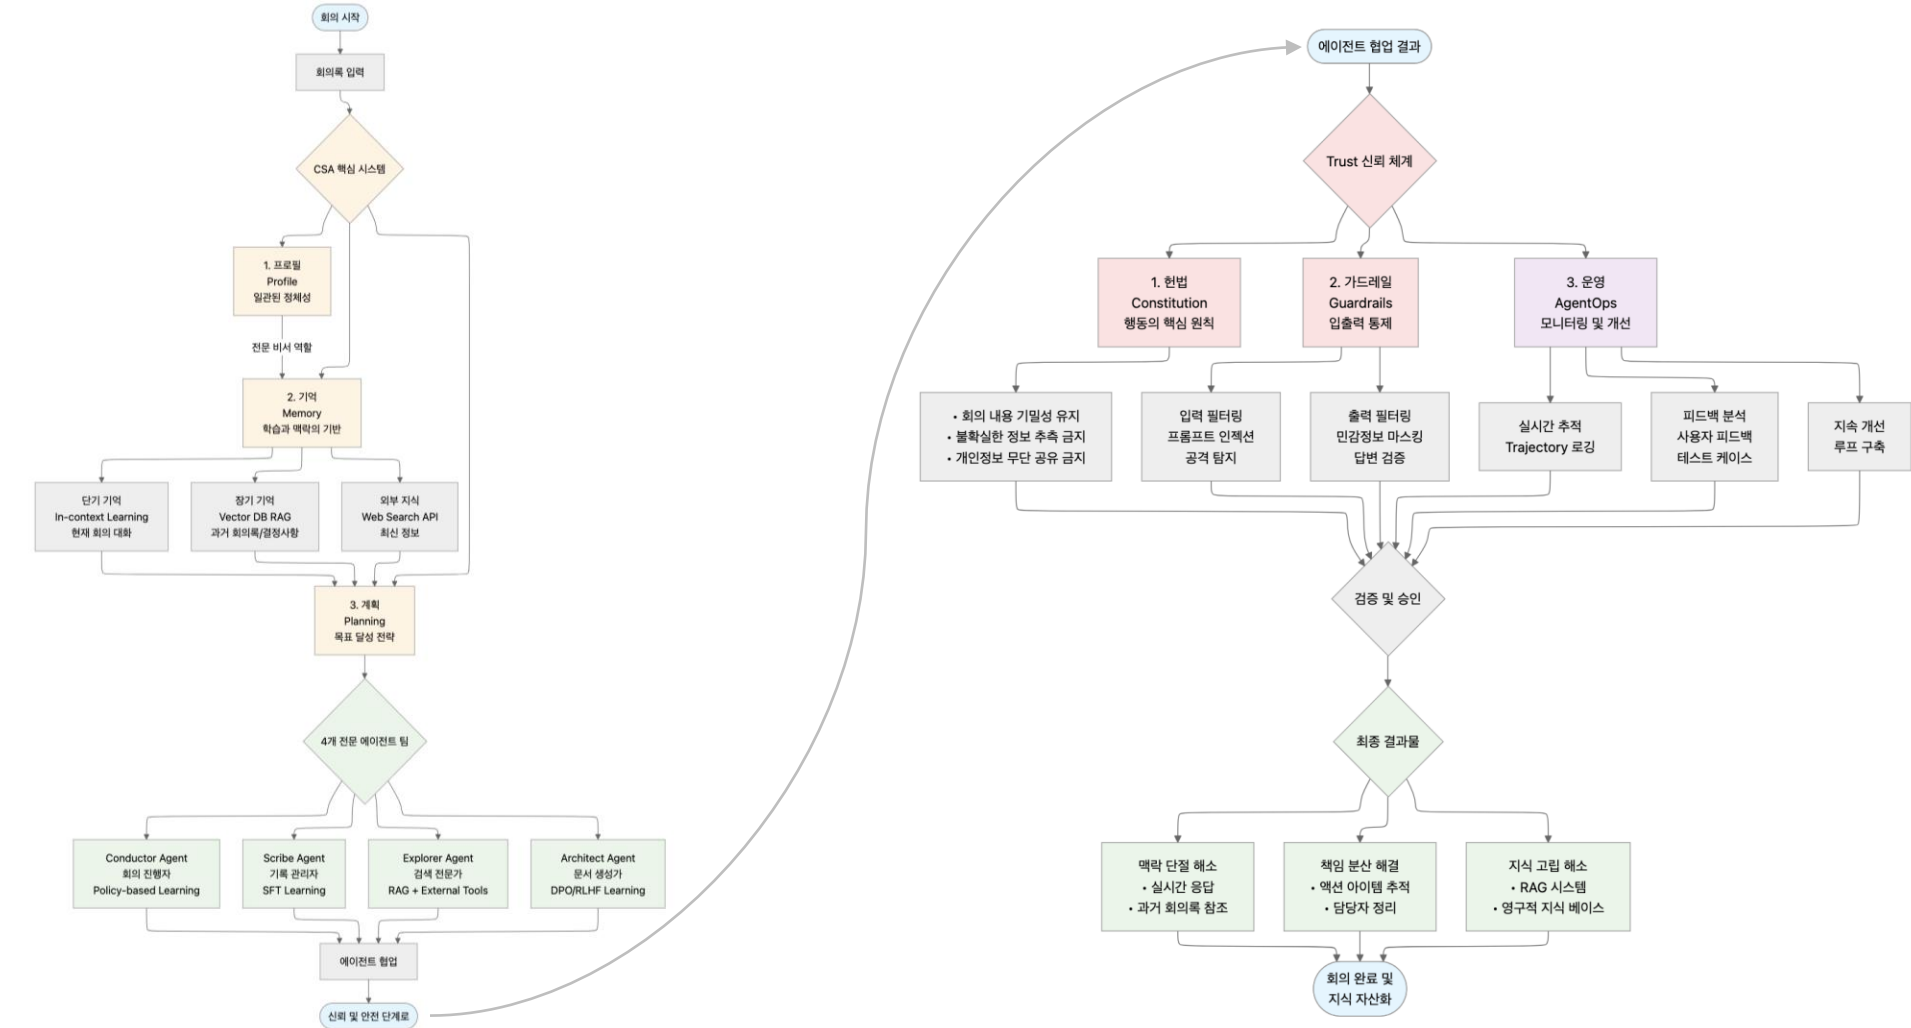 회의 시작
회의록 입력
CSA 핵심 시스템
1. 프로필
Profile
일관된 정체성
전문 비서 역할
2. 기억
Memory
학습과 맥락의 기반
단기 기억
In-context Learning
현재 회의 대화
장기 기억
Vector DB RAG
과거 회의록/결정사항
외부 지식
Web Search API
최신 정보
3. 계획
Planning
목표 달성 전략
4개 전문 에이전트 팀
Conductor Agent
회의 진행자
Policy-based Learning
Scribe Agent
기록 관리자
SFT Learning
Explorer Agent
검색 전문가
RAG + External Tools
Architect Agent
문서 생성가
DPO/RLHF Learning
에이전트 협업
신뢰 및 안전 단계로
에이전트 협업 결과
Trust 신뢰 체계
1. 헌법
Constitution
행동의 핵심 원칙
2. 가드레일
Guardrails
입출력 통제
3. 운영
AgentOps
모니터링 및 개선
• 회의 내용 기밀성 유지
• 불확실한 정보 추측 금지
• 개인정보 무단 공유 금지
입력 필터링
프롬프트 인젝션
공격 탐지
출력 필터링
민감정보 마스킹
답변 검증
실시간 추적
Trajectory 로깅
피드백 분석
사용자 피드백
테스트 케이스
지속 개선
루프 구축
검증 및 승인
최종 결과물
맥락 단절 해소
• 실시간 응답
• 과거 회의록 참조
책임 분산 해결
• 액션 아이템 추적
• 담당자 정리
지식 고립 해소
• RAG 시스템
• 영구적 지식 베이스
회의 완료 및
지식 자산화